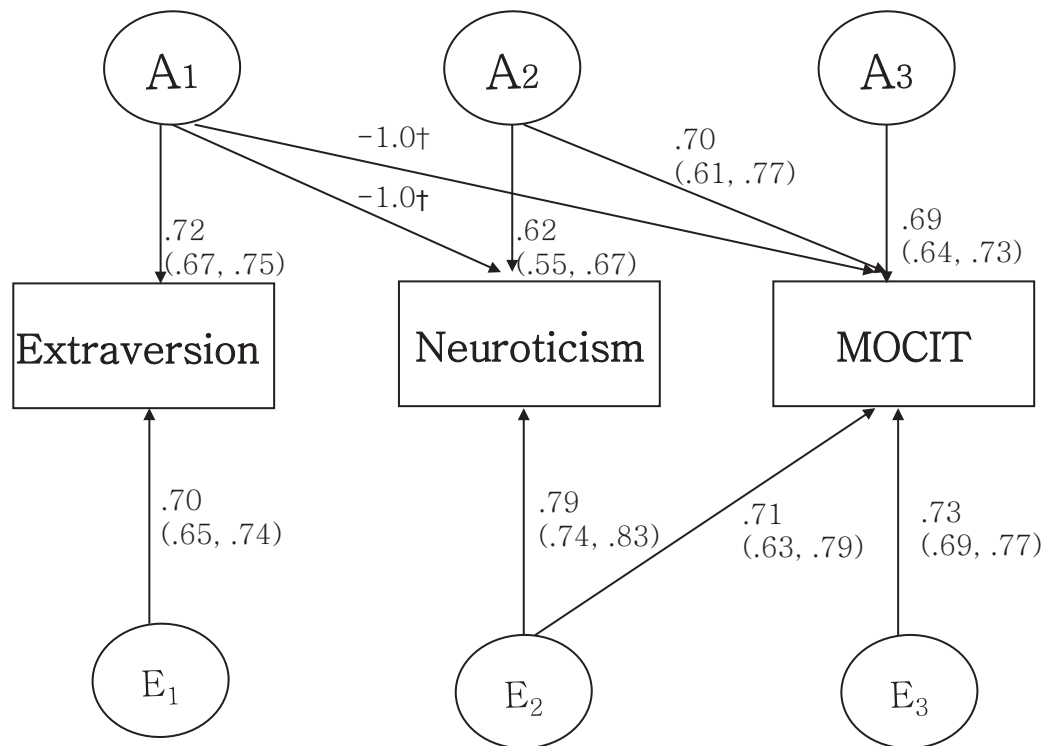 A1
A2
A3
-1.0†
.70
(.61, .77)
-1.0†
.72
(.67, .75)
.62
(.55, .67)
.69
(.64, .73)
Extraversion
Neuroticism
MOCIT
.70
(.65, .74)
.79
(.74, .83)
.71
(.63, .79)
.73
(.69, .77)
E₁
E₂
E₃